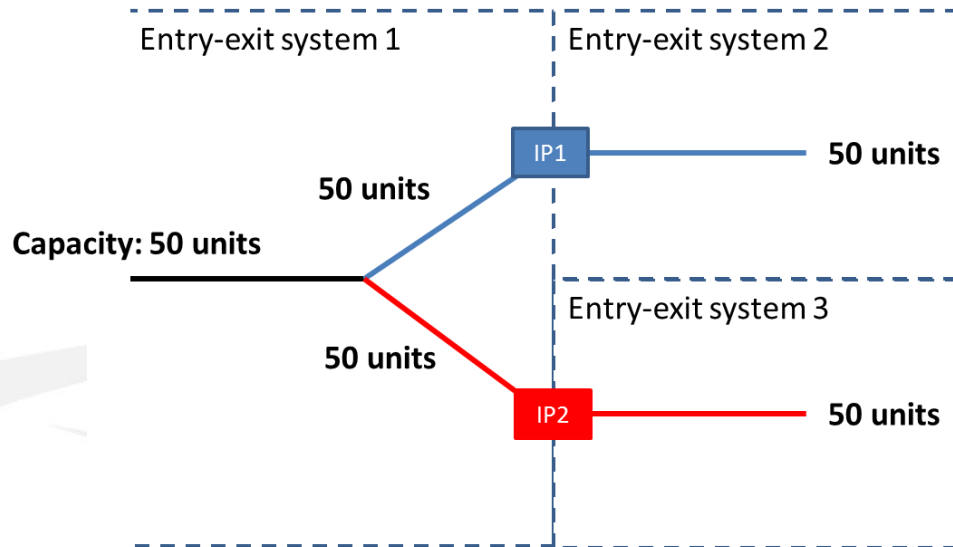 Entry-exit system 1
Entry-exit system 2
IP1
50 units
50 units
Capacity: 50 units
Entry-exit system 3
50 units
IP2
50 units